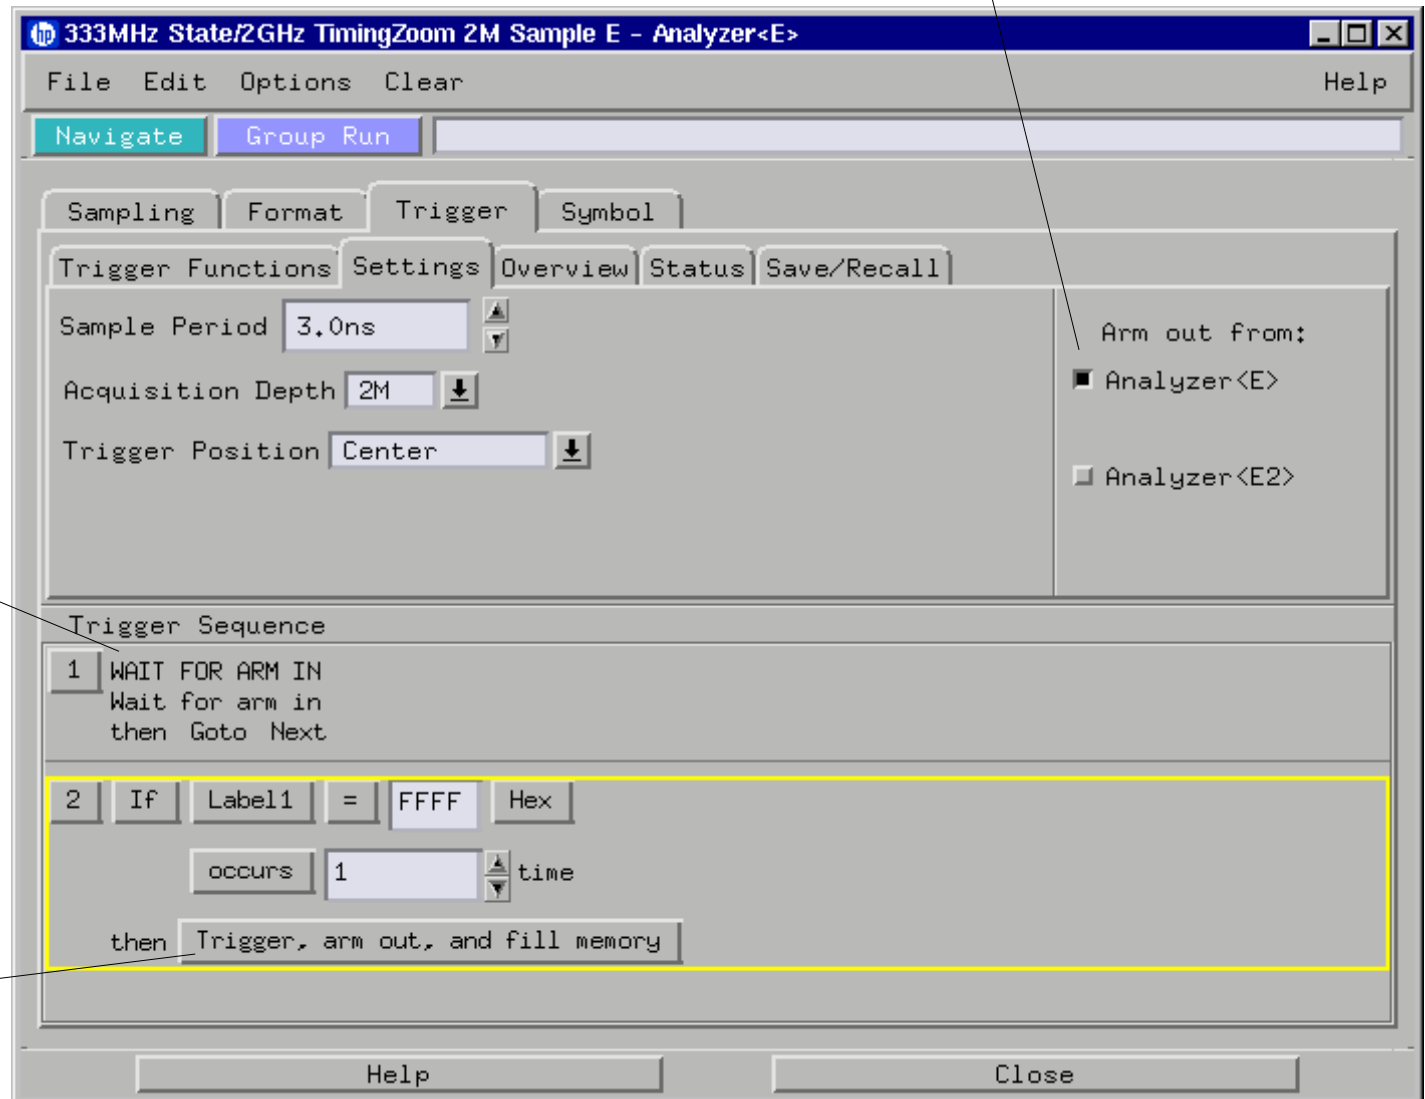 hp 333MHz State/2GHz TimingZoom 2M Sample E - Analyzer<E>
File Edit Options Clear Help
Navigate Group Run
Sampling Format Trigger Symbol
Trigger Functions Settings Overview Status Save/Recall
Sample Period 3.0ns
Arm out from:
Acquisition Depth 2M
Analyzer<E>
Trigger Position Center
Analyzer<E2>
Trigger Sequence
1 WAIT FOR ARM IN
Wait for arm in
then Goto Next
2 If Label1 = FFFF Hex
occurs 1 time
then Trigger, arm out, and fill memory
Help Close